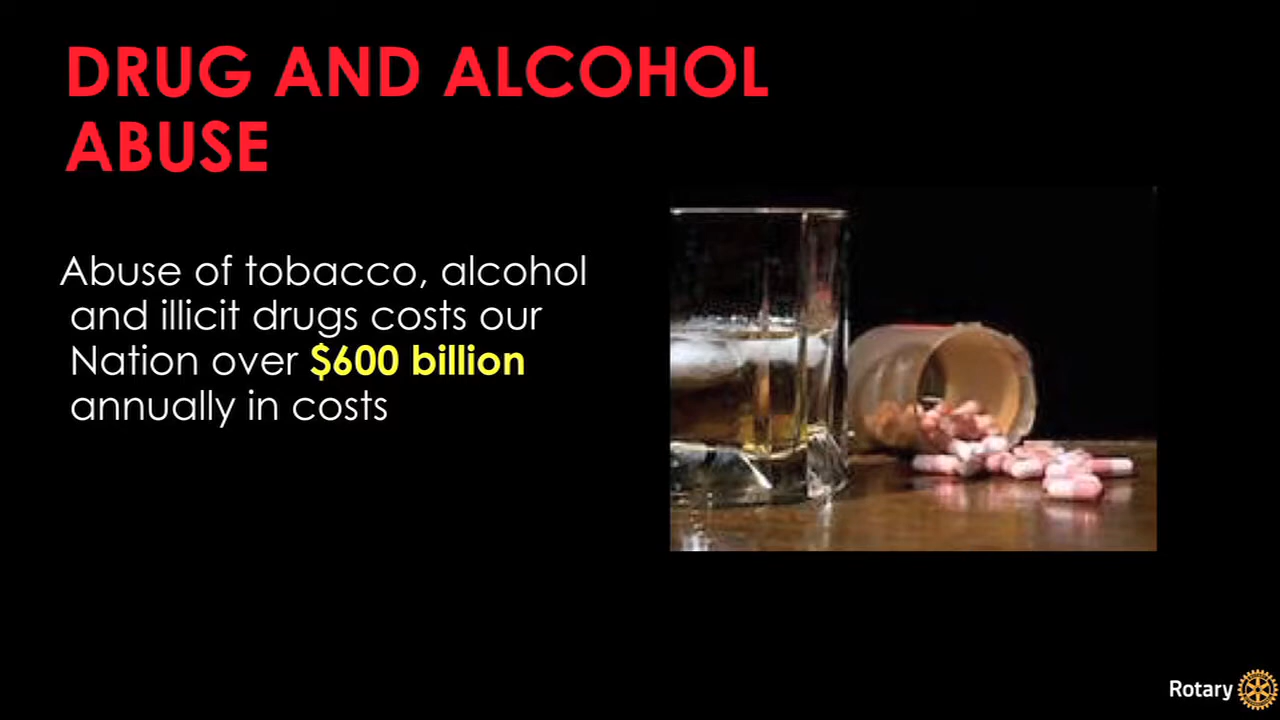 DRUG AND ALCOHOL
ABUSE
Abuse of tobacco, alcohol
and illicit drugs costs our
Nation over $600 billion
annually in costs
Rotary